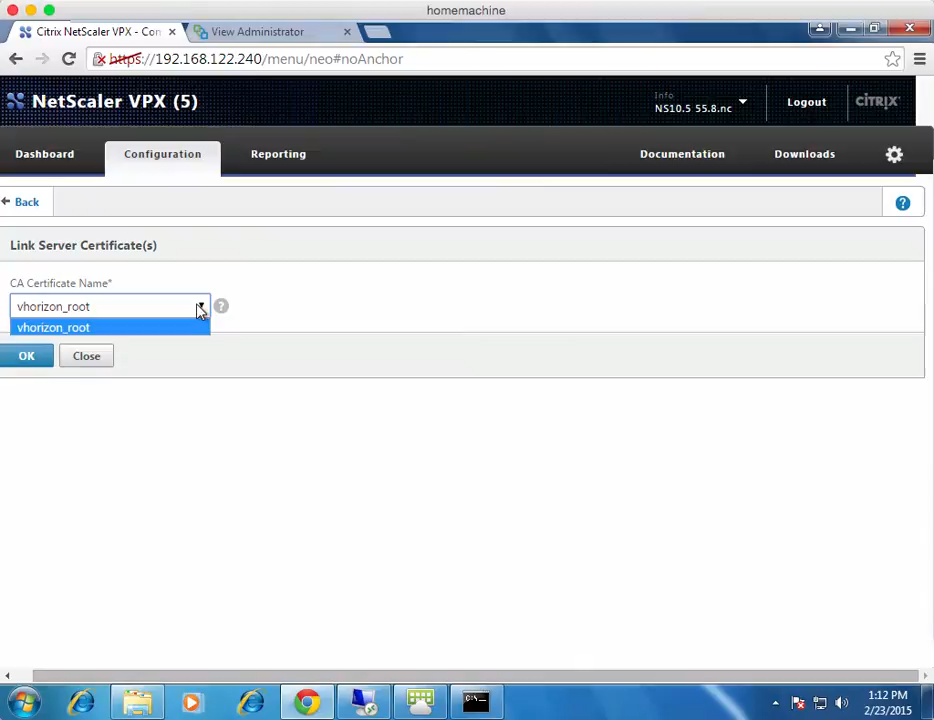 homemachine
Citrix NetScaler VPX - Con
View Administrator
https://192.168.122.240/menu/neo#noAnchor
NetScaler VPX (5)
Info
NS10.5 55.8.nc
Logout
CITRIX
Dashboard
Configuration
Reporting
Documentation
Downloads
Back
?
Link Server Certificate(s)
CA Certificate Name*
vhorizon_root
?
vhorizon_root
OK
Close
C:\.
1:12 PM
2/23/2015